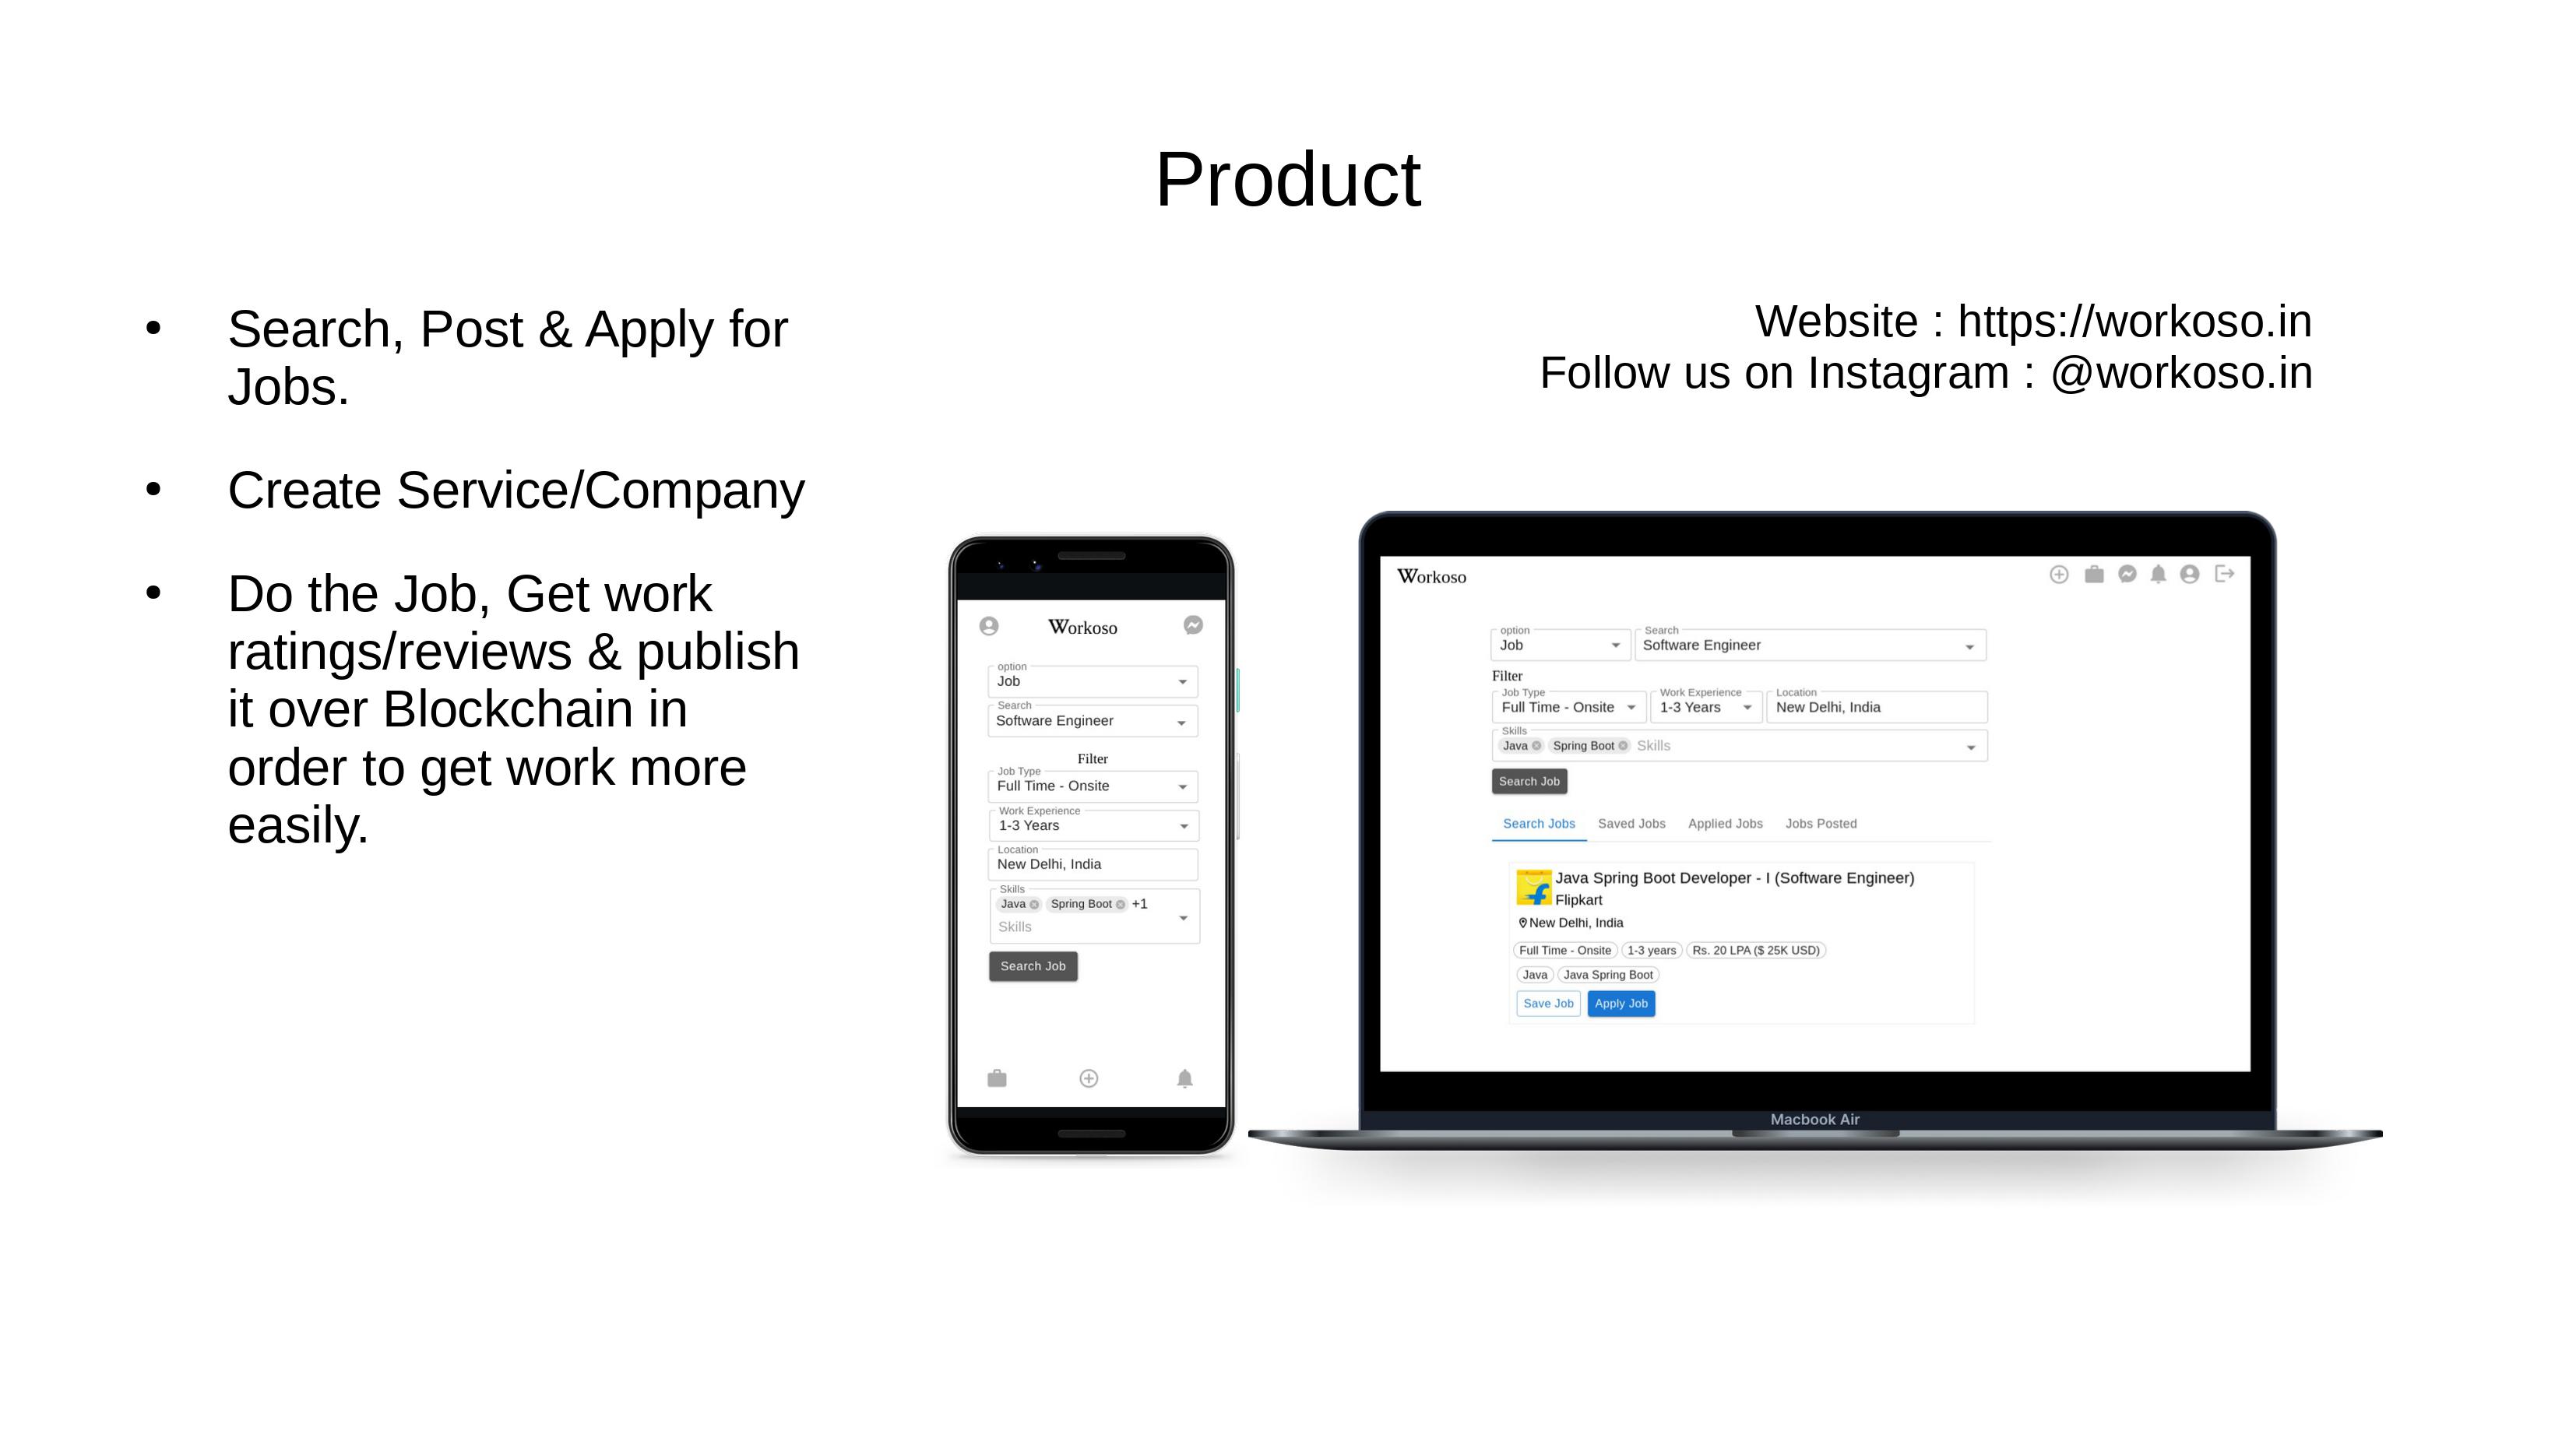 Product
• Search, Post & Apply for
Jobs.
• Create Service/Company
• Do the Job, Get work
ratings/reviews & publish
it over Blockchain in
order to get work more
easily.
Website : https://workoso.in
Follow us on Instagram : @workoso.in
Workoso
option
Job
Search
Software Engineer
Filter
Job Type
Full Time - Onsite
Work Experience
1-3 Years
Location
New Delhi, India
Skills
Java Spring Boot +1
Skills
Search Job
Workoso
option Search
Job Software Engineer
Filter
Job Type Work Experience Location
Full Time - Onsite 1-3 Years New Delhi, India
Skills
Java Spring Boot Skills
Search Job
Search Jobs Saved Jobs Applied Jobs Jobs Posted
Java Spring Boot Developer - I (Software Engineer)
Flipkart
New Delhi, India
Full Time - Onsite 1-3 years Rs. 20 LPA ($ 25K USD)
Java Java Spring Boot
Save Job Apply Job
Macbook Air